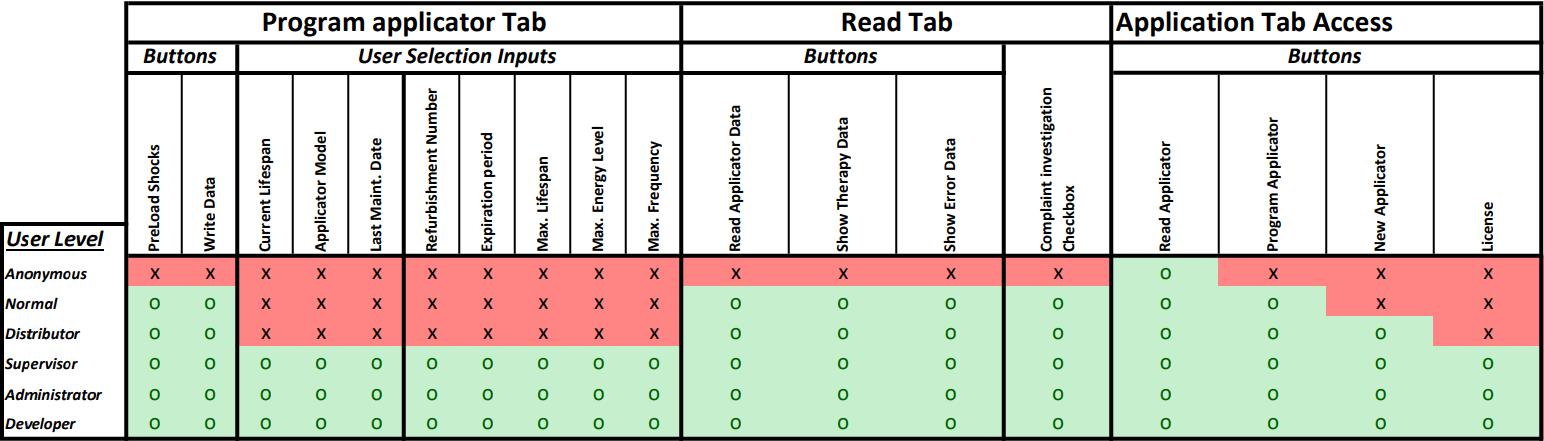 Program applicator Tab Read Tab Application Tab Access
Buttons User Selection Inputs Buttons Buttons
PreLoad Shocks
Write Data
Current Lifespan
Applicator Model
Last Maint. Date
Refurbishment Number
Expiration period
Max. Lifespan
Max. Energy Level
Max. Frequency
Read Applicator Data
Show Therapy Data
Show Error Data
Complaint investigation
Checkbox
Read Applicator
Program Applicator
New Applicator
License
User Level
Anonymous X X X X X X X X X X X X X X O X X X
Normal O O X X X X X X X X O O O O O O X X
Distributor O O X X X X X X X X O O O O O O O X
Supervisor O O O O O O O O O O O O O O O O O O
Administrator O O O O O O O O O O O O O O O O O O
Developer O O O O O O O O O O O O O O O O O O